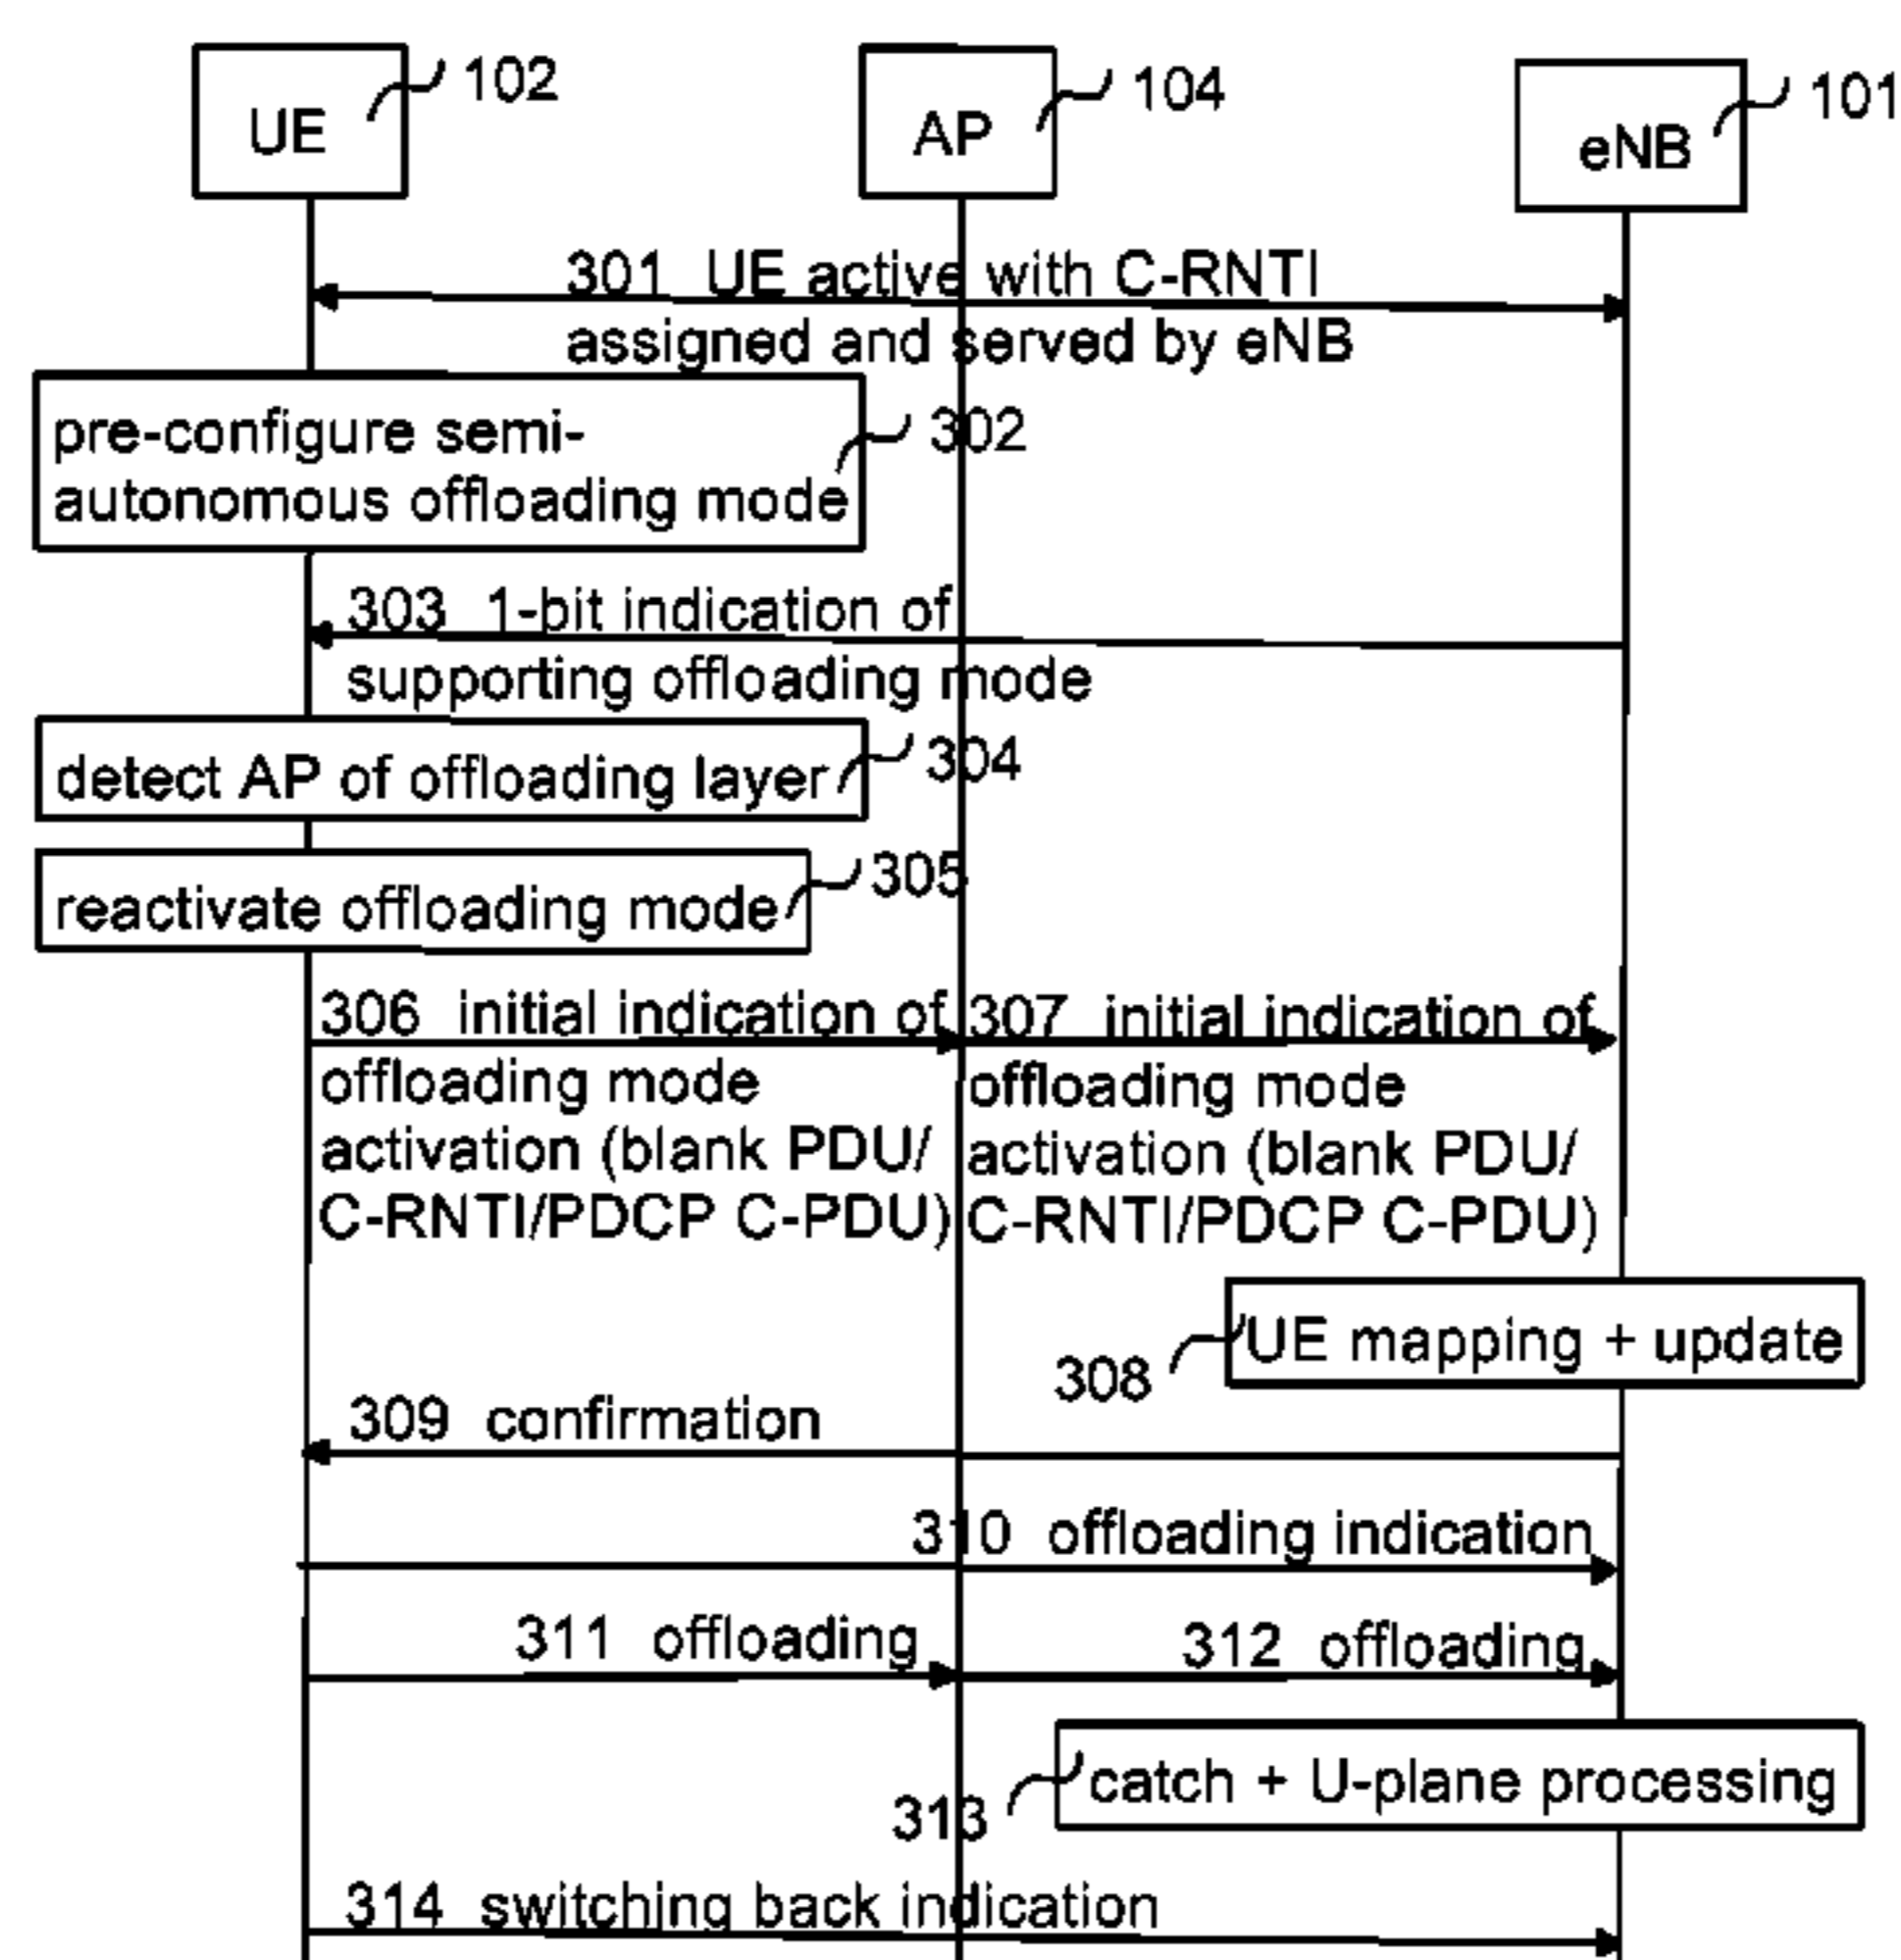 UE 102
AP 104
eNB 101
301 UE active with C-RNTI
assigned and served by eNB
pre-configure semi-
autonomous offloading mode
302
303 1-bit indication of
supporting offloading mode
detect AP of offloading layer
304
reactivate offloading mode
305
306 initial indication of
offloading mode
activation (blank PDU/
C-RNTI/PDCP C-PDU)
307 initial indication of
offloading mode
activation (blank PDU/
C-RNTI/PDCP C-PDU)
UE mapping + update
308
309 confirmation
310 offloading indication
311 offloading
312 offloading
catch + U-plane processing
313
314 switching back indication